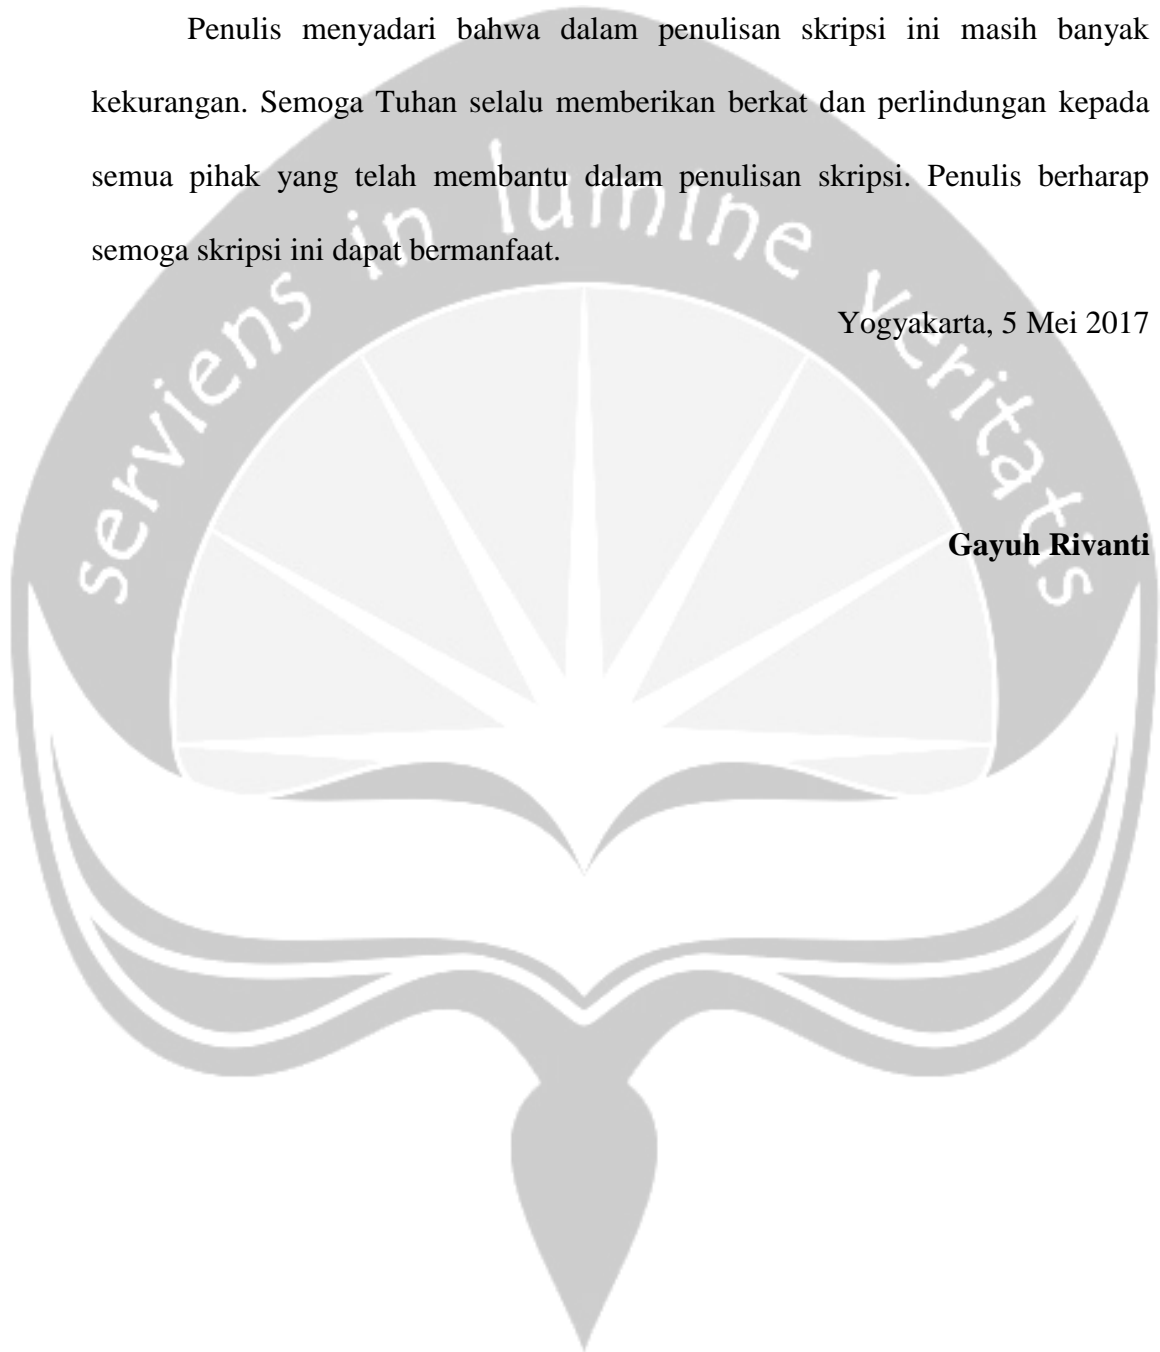 Penulis menyadari bahwa dalam penulisan skripsi ini masih banyak
kekurangan. Semoga Tuhan selalu memberikan berkat dan perlindungan kepada
semua pihak yang telah membantu dalam penulisan skripsi. Penulis berharap
semoga skripsi ini dapat bermanfaat.
serviens in lumine veritatis
Yogyakarta, 5 Mei 2017
Gayuh Rivanti